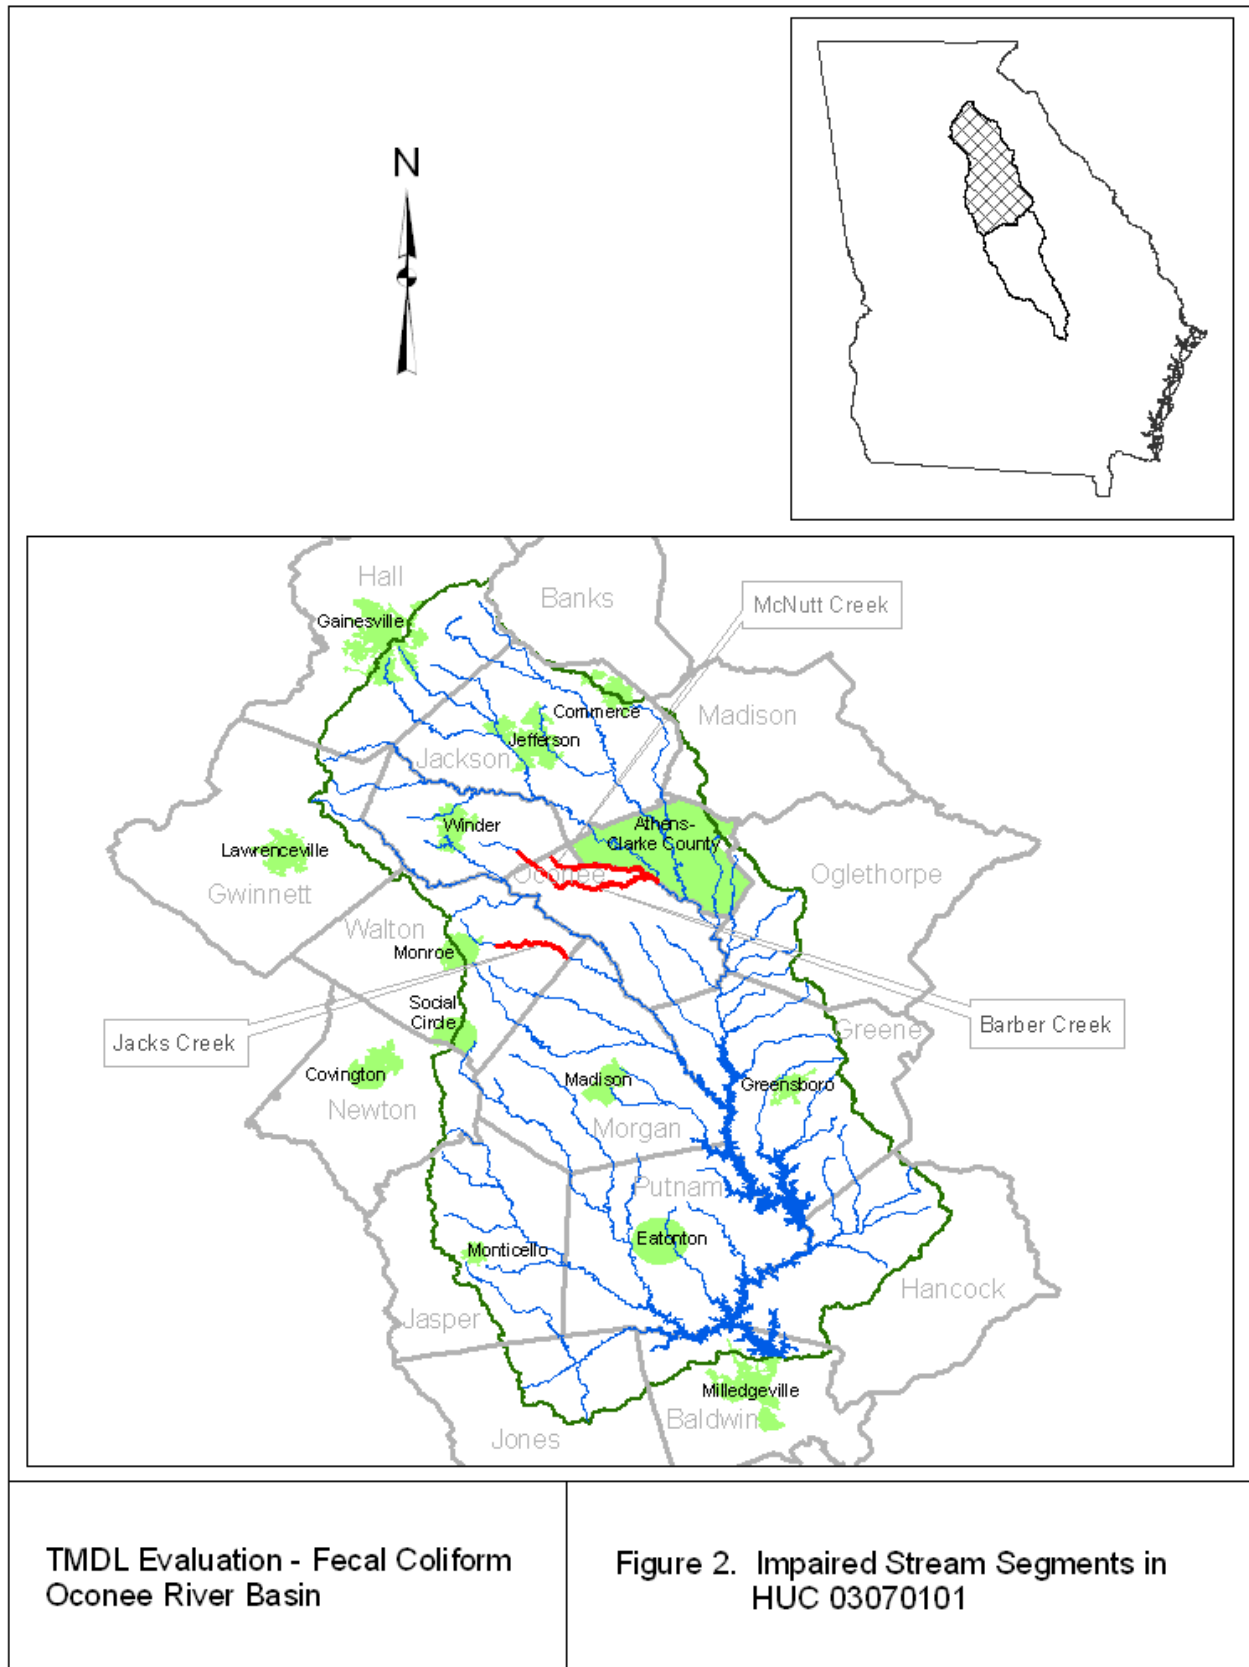 N
Hall
Banks
McNutt Creek
Gainesville
Commerce
Madison
Jefferson
Jackson
Winder
Athens-
Clarke County
Lawrenceville
Oconee
Oglethorpe
Gwinnett
Walton
Monroe
Social
Circle
Jacks Creek
Barber Creek
Greene
Covington
Madison
Greensboro
Newton
Morgan
Putnam
Eatonton
Monticello
Hancock
Jasper
Milledgeville
Baldwin
Jones
TMDL Evaluation - Fecal Coliform
Oconee River Basin
Figure 2. Impaired Stream Segments in
HUC 03070101